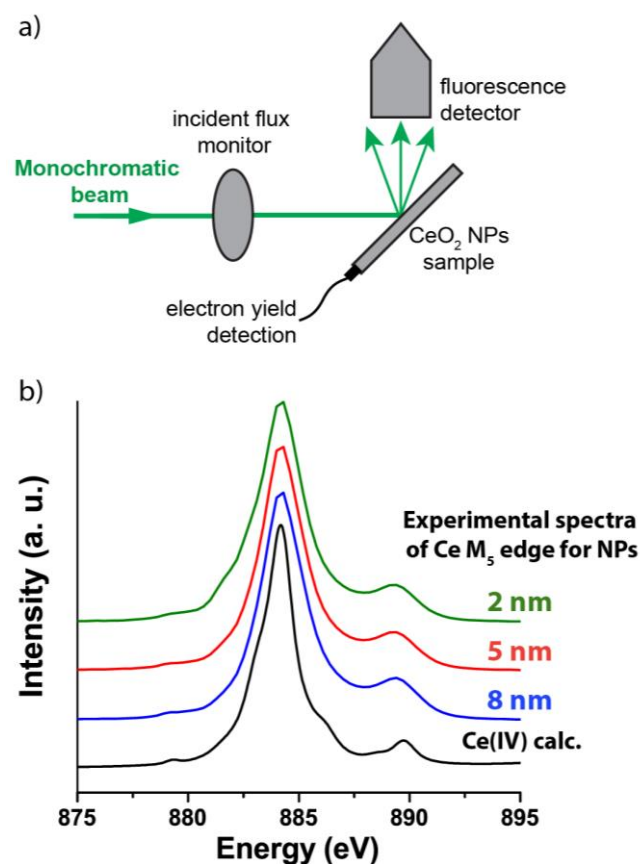 a)
incident flux
monitor
fluorescence
detector
Monochromatic
beam
CeO2 NPs
sample
electron yield
detection
b)
Intensity (a. u.)
Experimental spectra
of Ce M5 edge for NPs
2 nm
5 nm
8 nm
Ce(IV) calc.
875 880 885 890 895
Energy (eV)